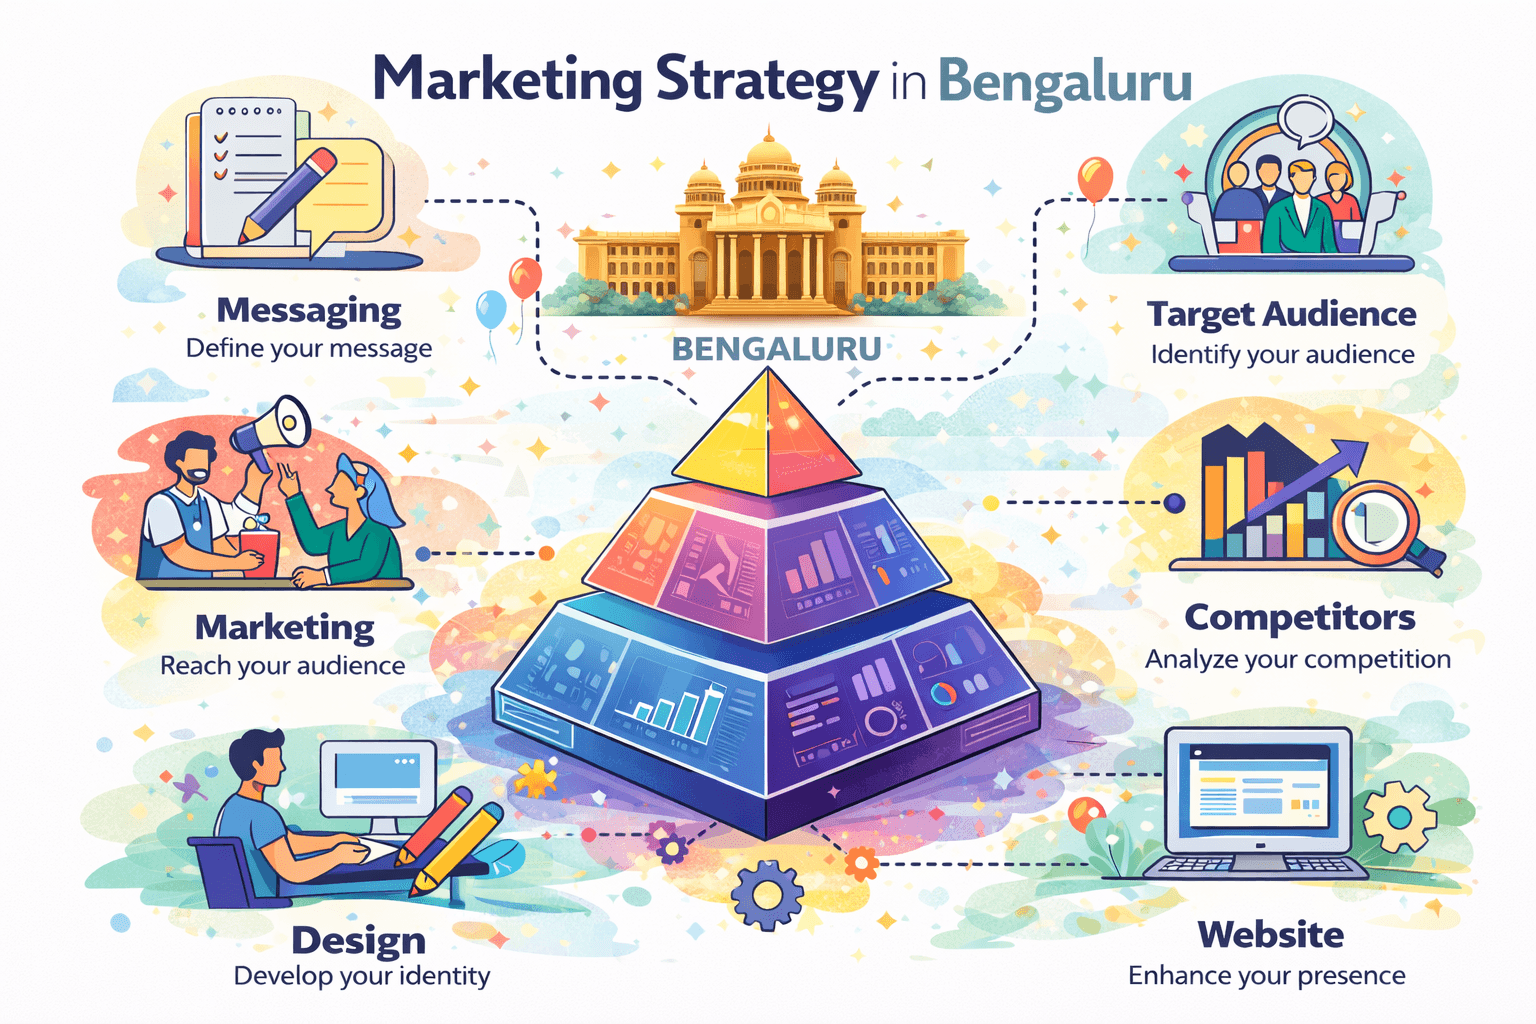 Marketing Strategy in Bengaluru
Messaging
Define your message
Target Audience
Identify your audience
BENGALURU
Marketing
Reach your audience
Competitors
Analyze your competition
Design
Develop your identity
Website
Enhance your presence